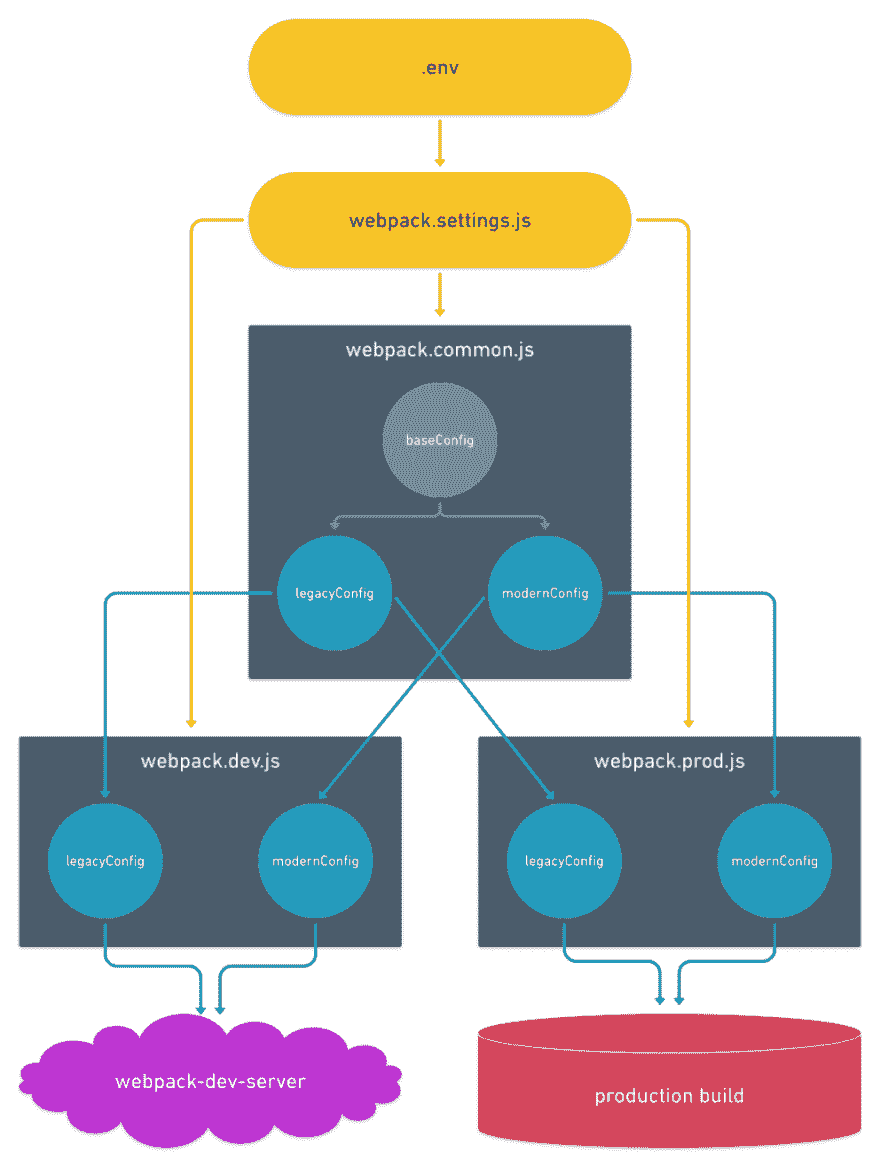 .env
webpack.settings.js
webpack.common.js
baseConfig
legacyConfig
modernConfig
webpack.dev.js
legacyConfig
modernConfig
webpack.prod.js
legacyConfig
modernConfig
webpack-dev-server
production build